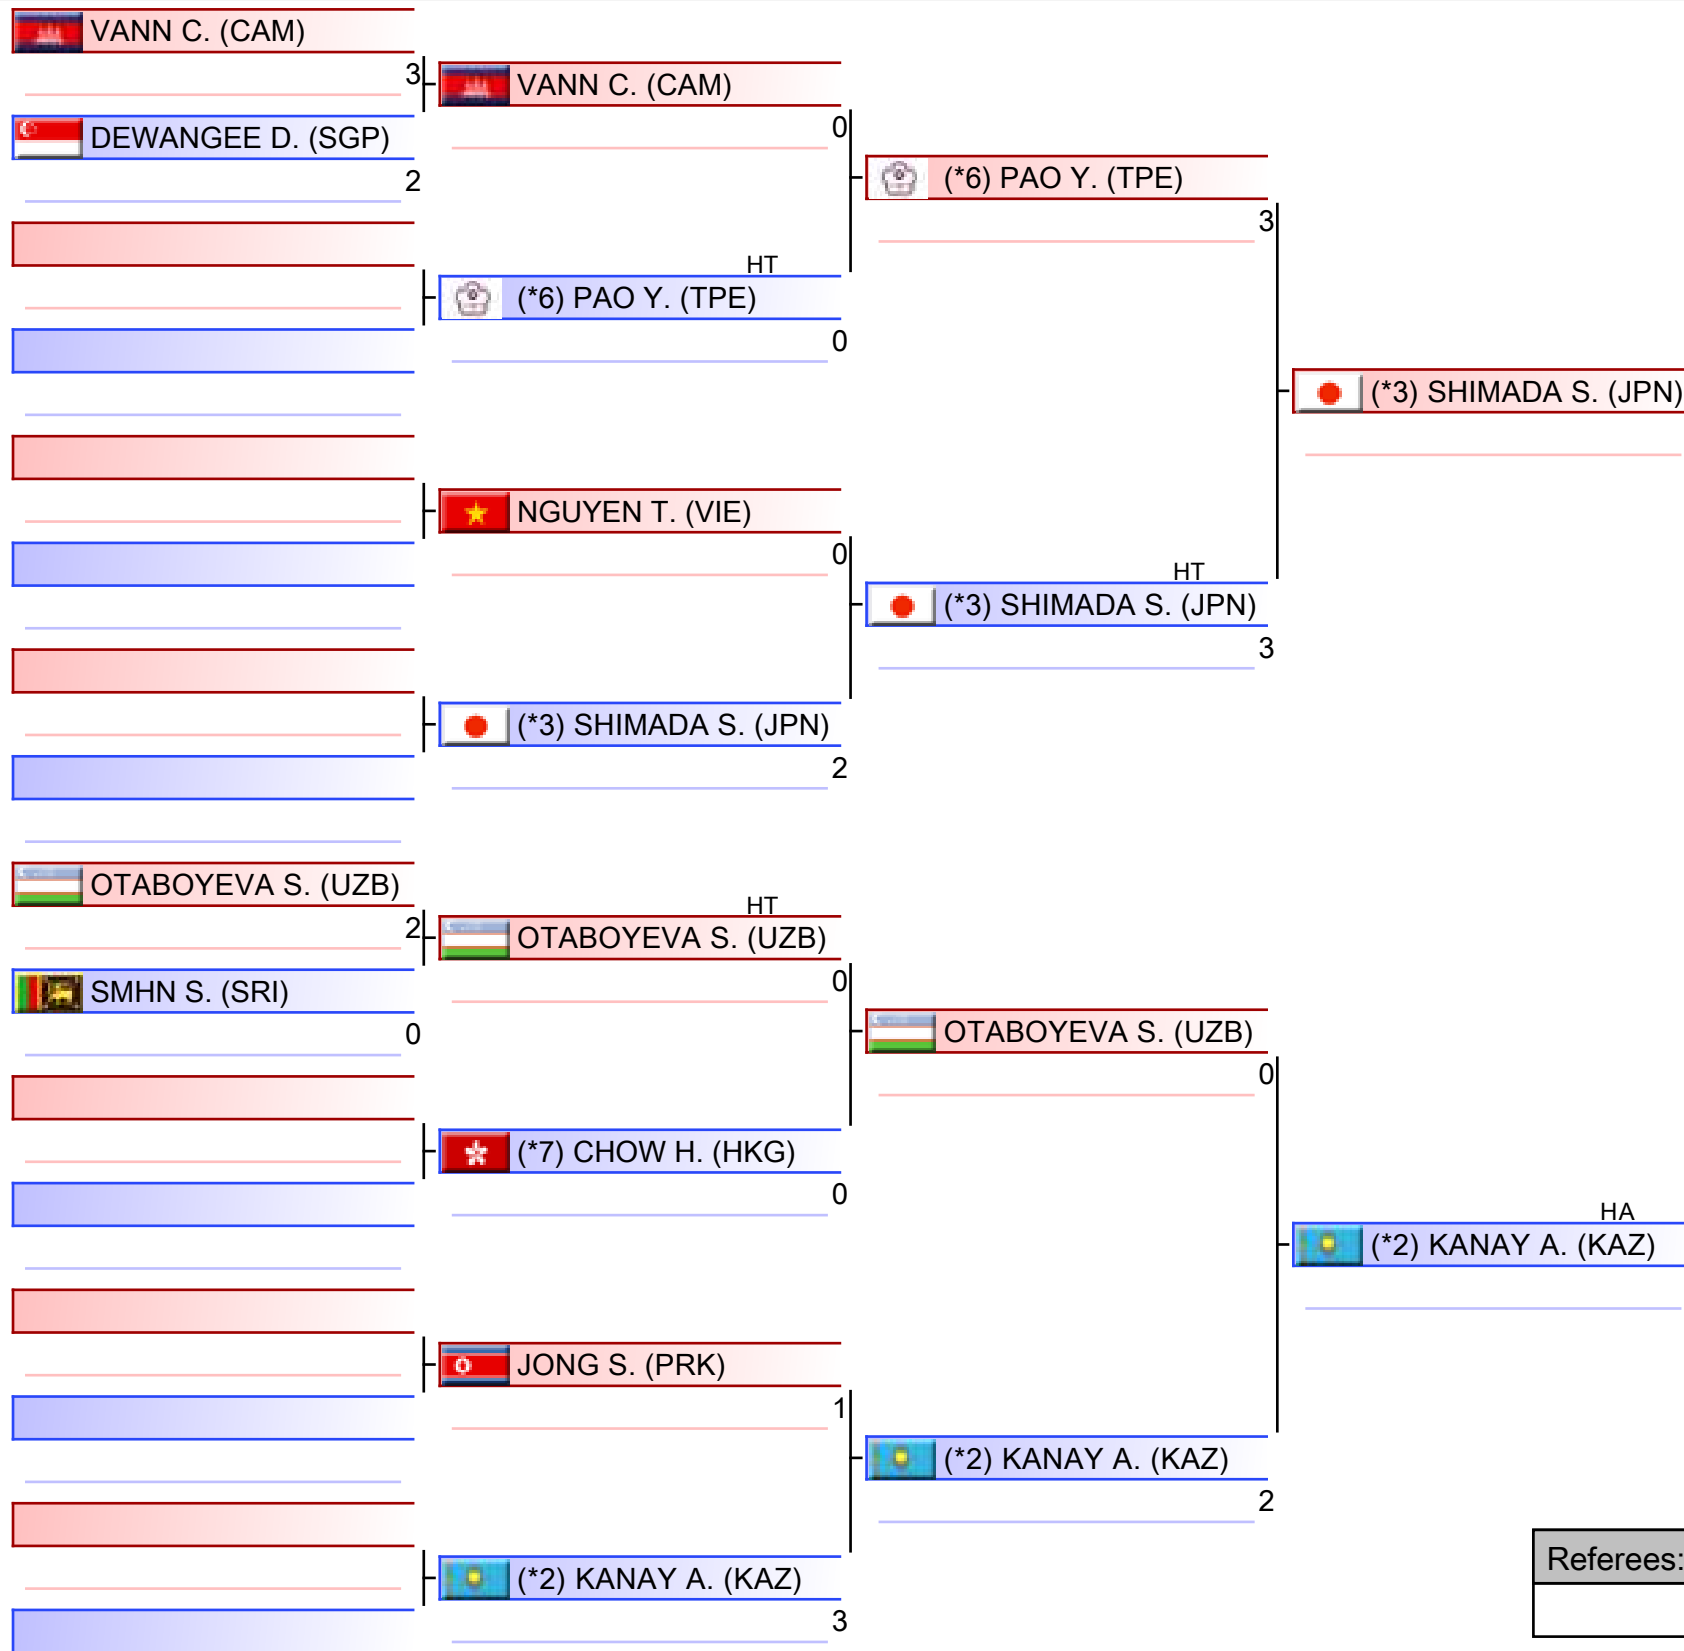 VANN C. (CAM)
3
DEWANGEE D. (SGP)
2
VANN C. (CAM)
0
HT
(*6) PAO Y. (TPE)
0
NGUYEN T. (VIE)
0
(*3) SHIMADA S. (JPN)
2
OTABOYEVA S. (UZB)
2
SMHN S. (SRI)
0
HT
OTABOYEVA S. (UZB)
0
(*7) CHOW H. (HKG)
0
JONG S. (PRK)
1
(*2) KANAY A. (KAZ)
3
(*6) PAO Y. (TPE)
3
HT
(*3) SHIMADA S. (JPN)
3
OTABOYEVA S. (UZB)
0
(*2) KANAY A. (KAZ)
2
(*3) SHIMADA S. (JPN)
HA
(*2) KANAY A. (KAZ)
Referees: